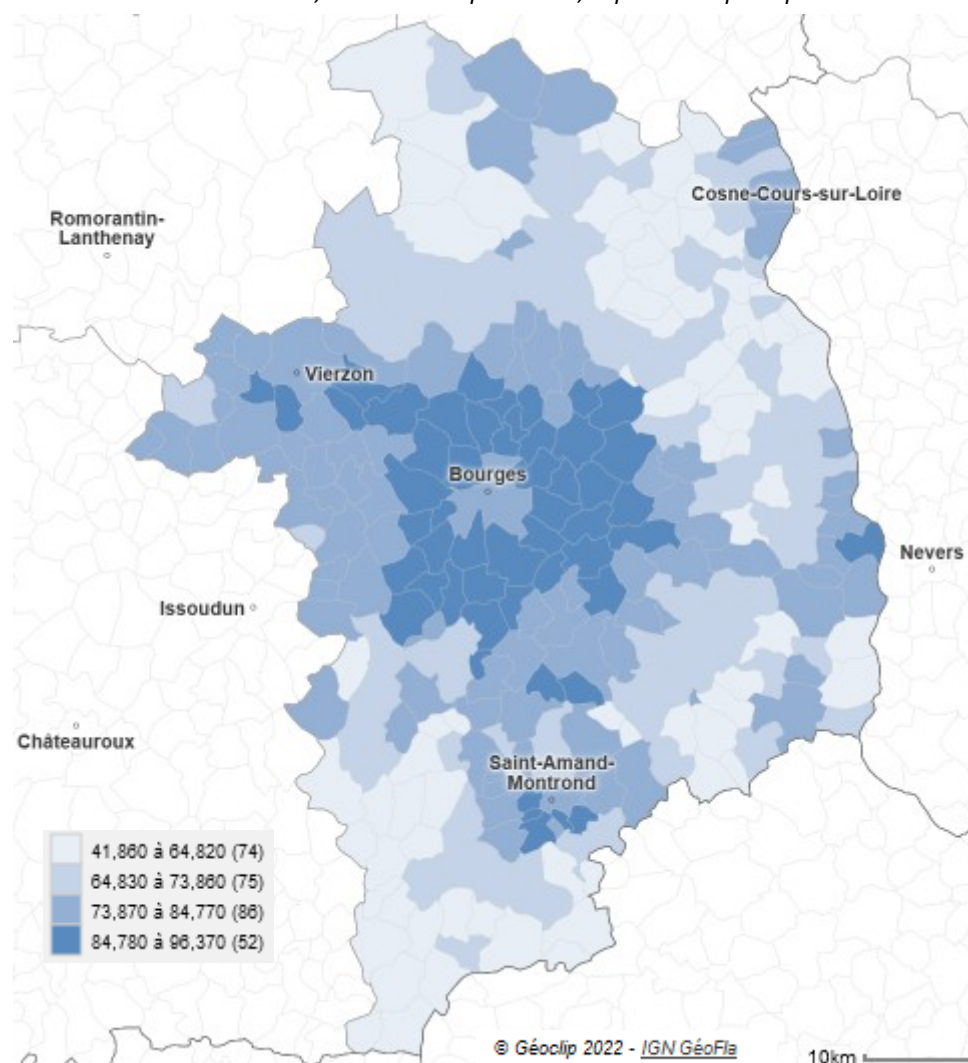 Cosne-Cours-sur-Loire
Romorantin-
Lanthenay
Vierzon
Bourges
Nevers
Issoudun
Châteauroux
Saint-Amand-
Montrond
41,860 à 64,820 (74)
64,830 à 73,860 (75)
73,870 à 84,770 (86)
84,780 à 96,370 (52)
© Géoclip 2022 - IGN GéoFla
10km